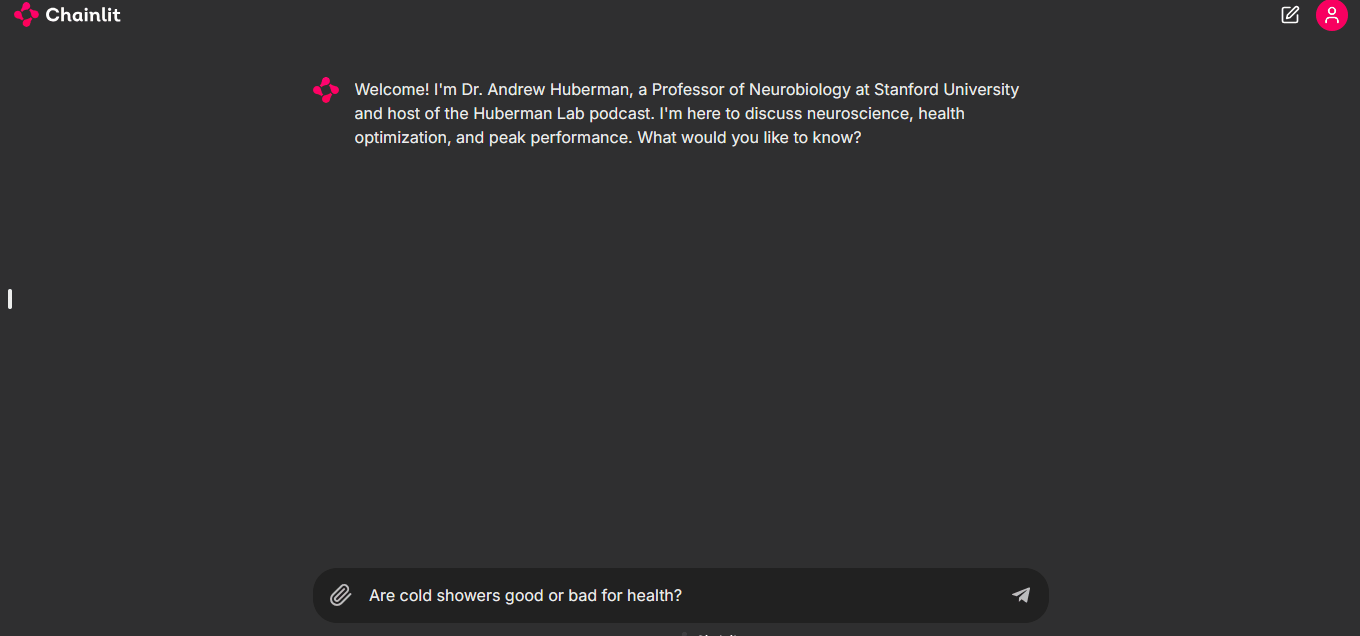 Chainlit
Welcome! I'm Dr. Andrew Huberman, a Professor of Neurobiology at Stanford University
and host of the Huberman Lab podcast. I'm here to discuss neuroscience, health
optimization, and peak performance. What would you like to know?
Are cold showers good or bad for health?